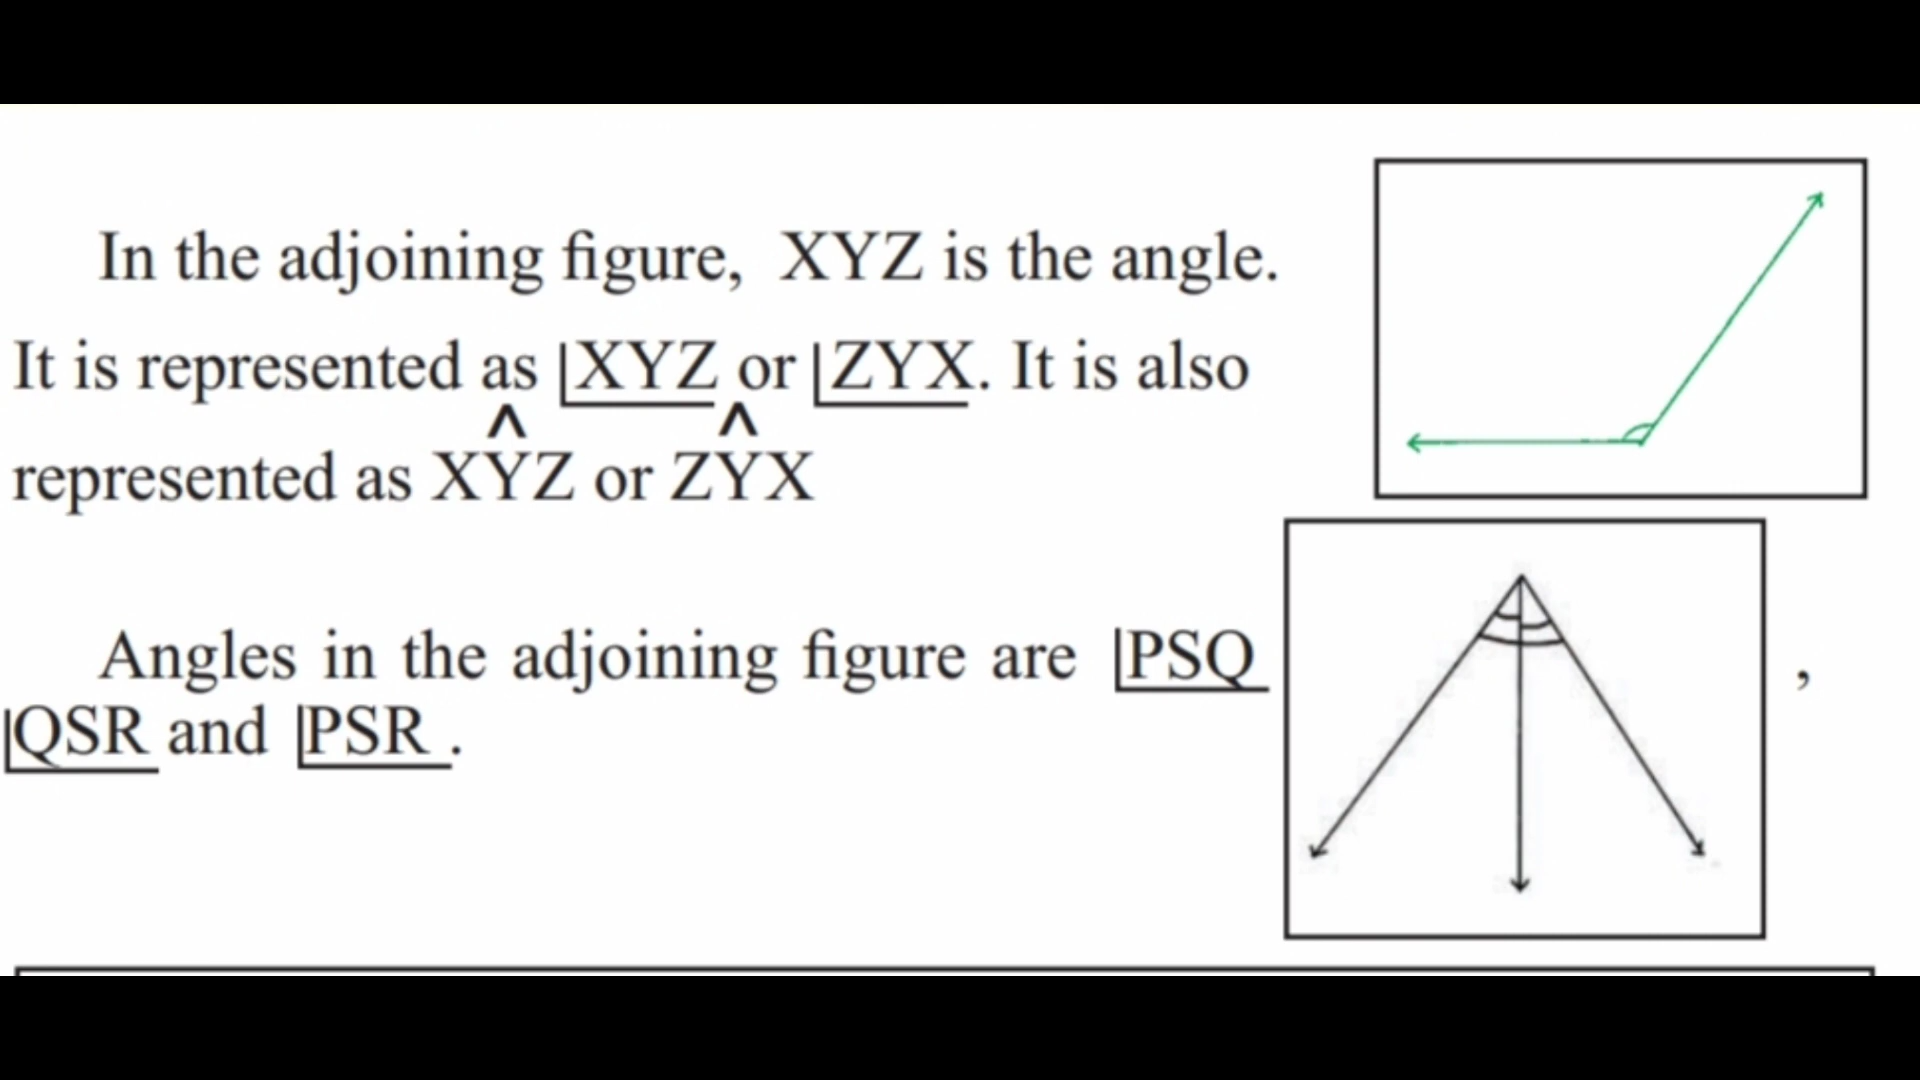 In the adjoining figure, XYZ is the angle.
It is represented as |XYZ or |ZYX. It is also
represented as XŶZ or ZŶX
Angles in the adjoining figure are |PSQ ,
|QSR and |PSR .